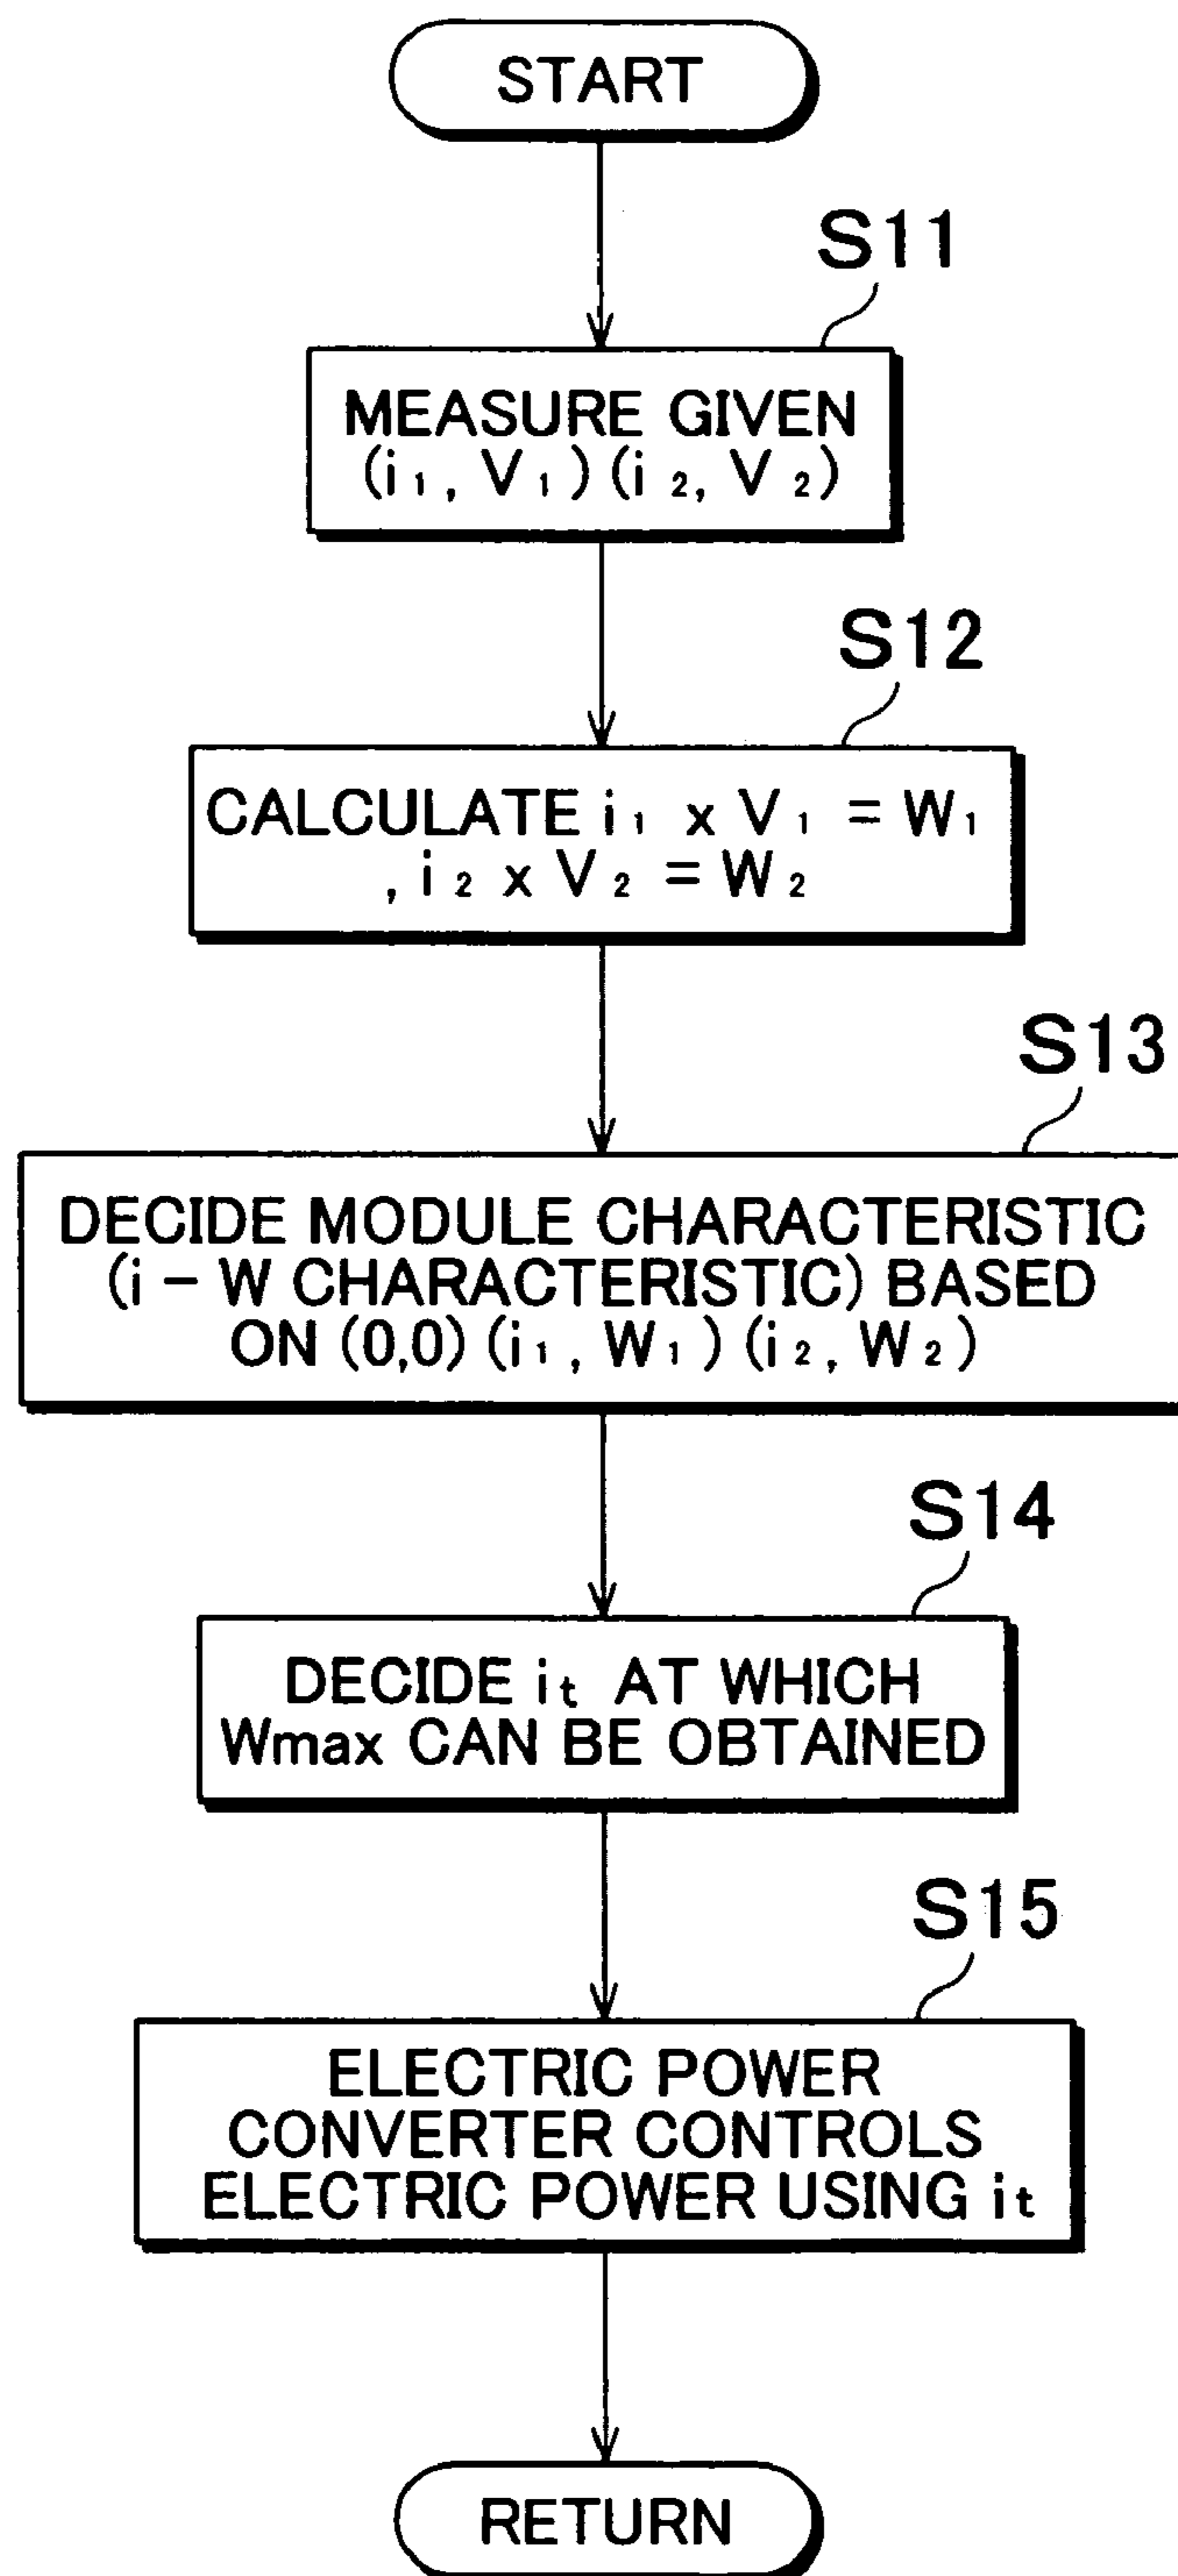 START
S11
MEASURE GIVEN
(i₁, V₁)(i₂, V₂)
S12
CALCULATE i₁ x V₁ = W₁
, i₂ x V₂ = W₂
S13
DECIDE MODULE CHARACTERISTIC
(i – W CHARACTERISTIC) BASED
ON (0,0) (i₁, W₁) (i₂, W₂)
S14
DECIDE iₜ AT WHICH
Wmax CAN BE OBTAINED
S15
ELECTRIC POWER
CONVERTER CONTROLS
ELECTRIC POWER USING iₜ
RETURN